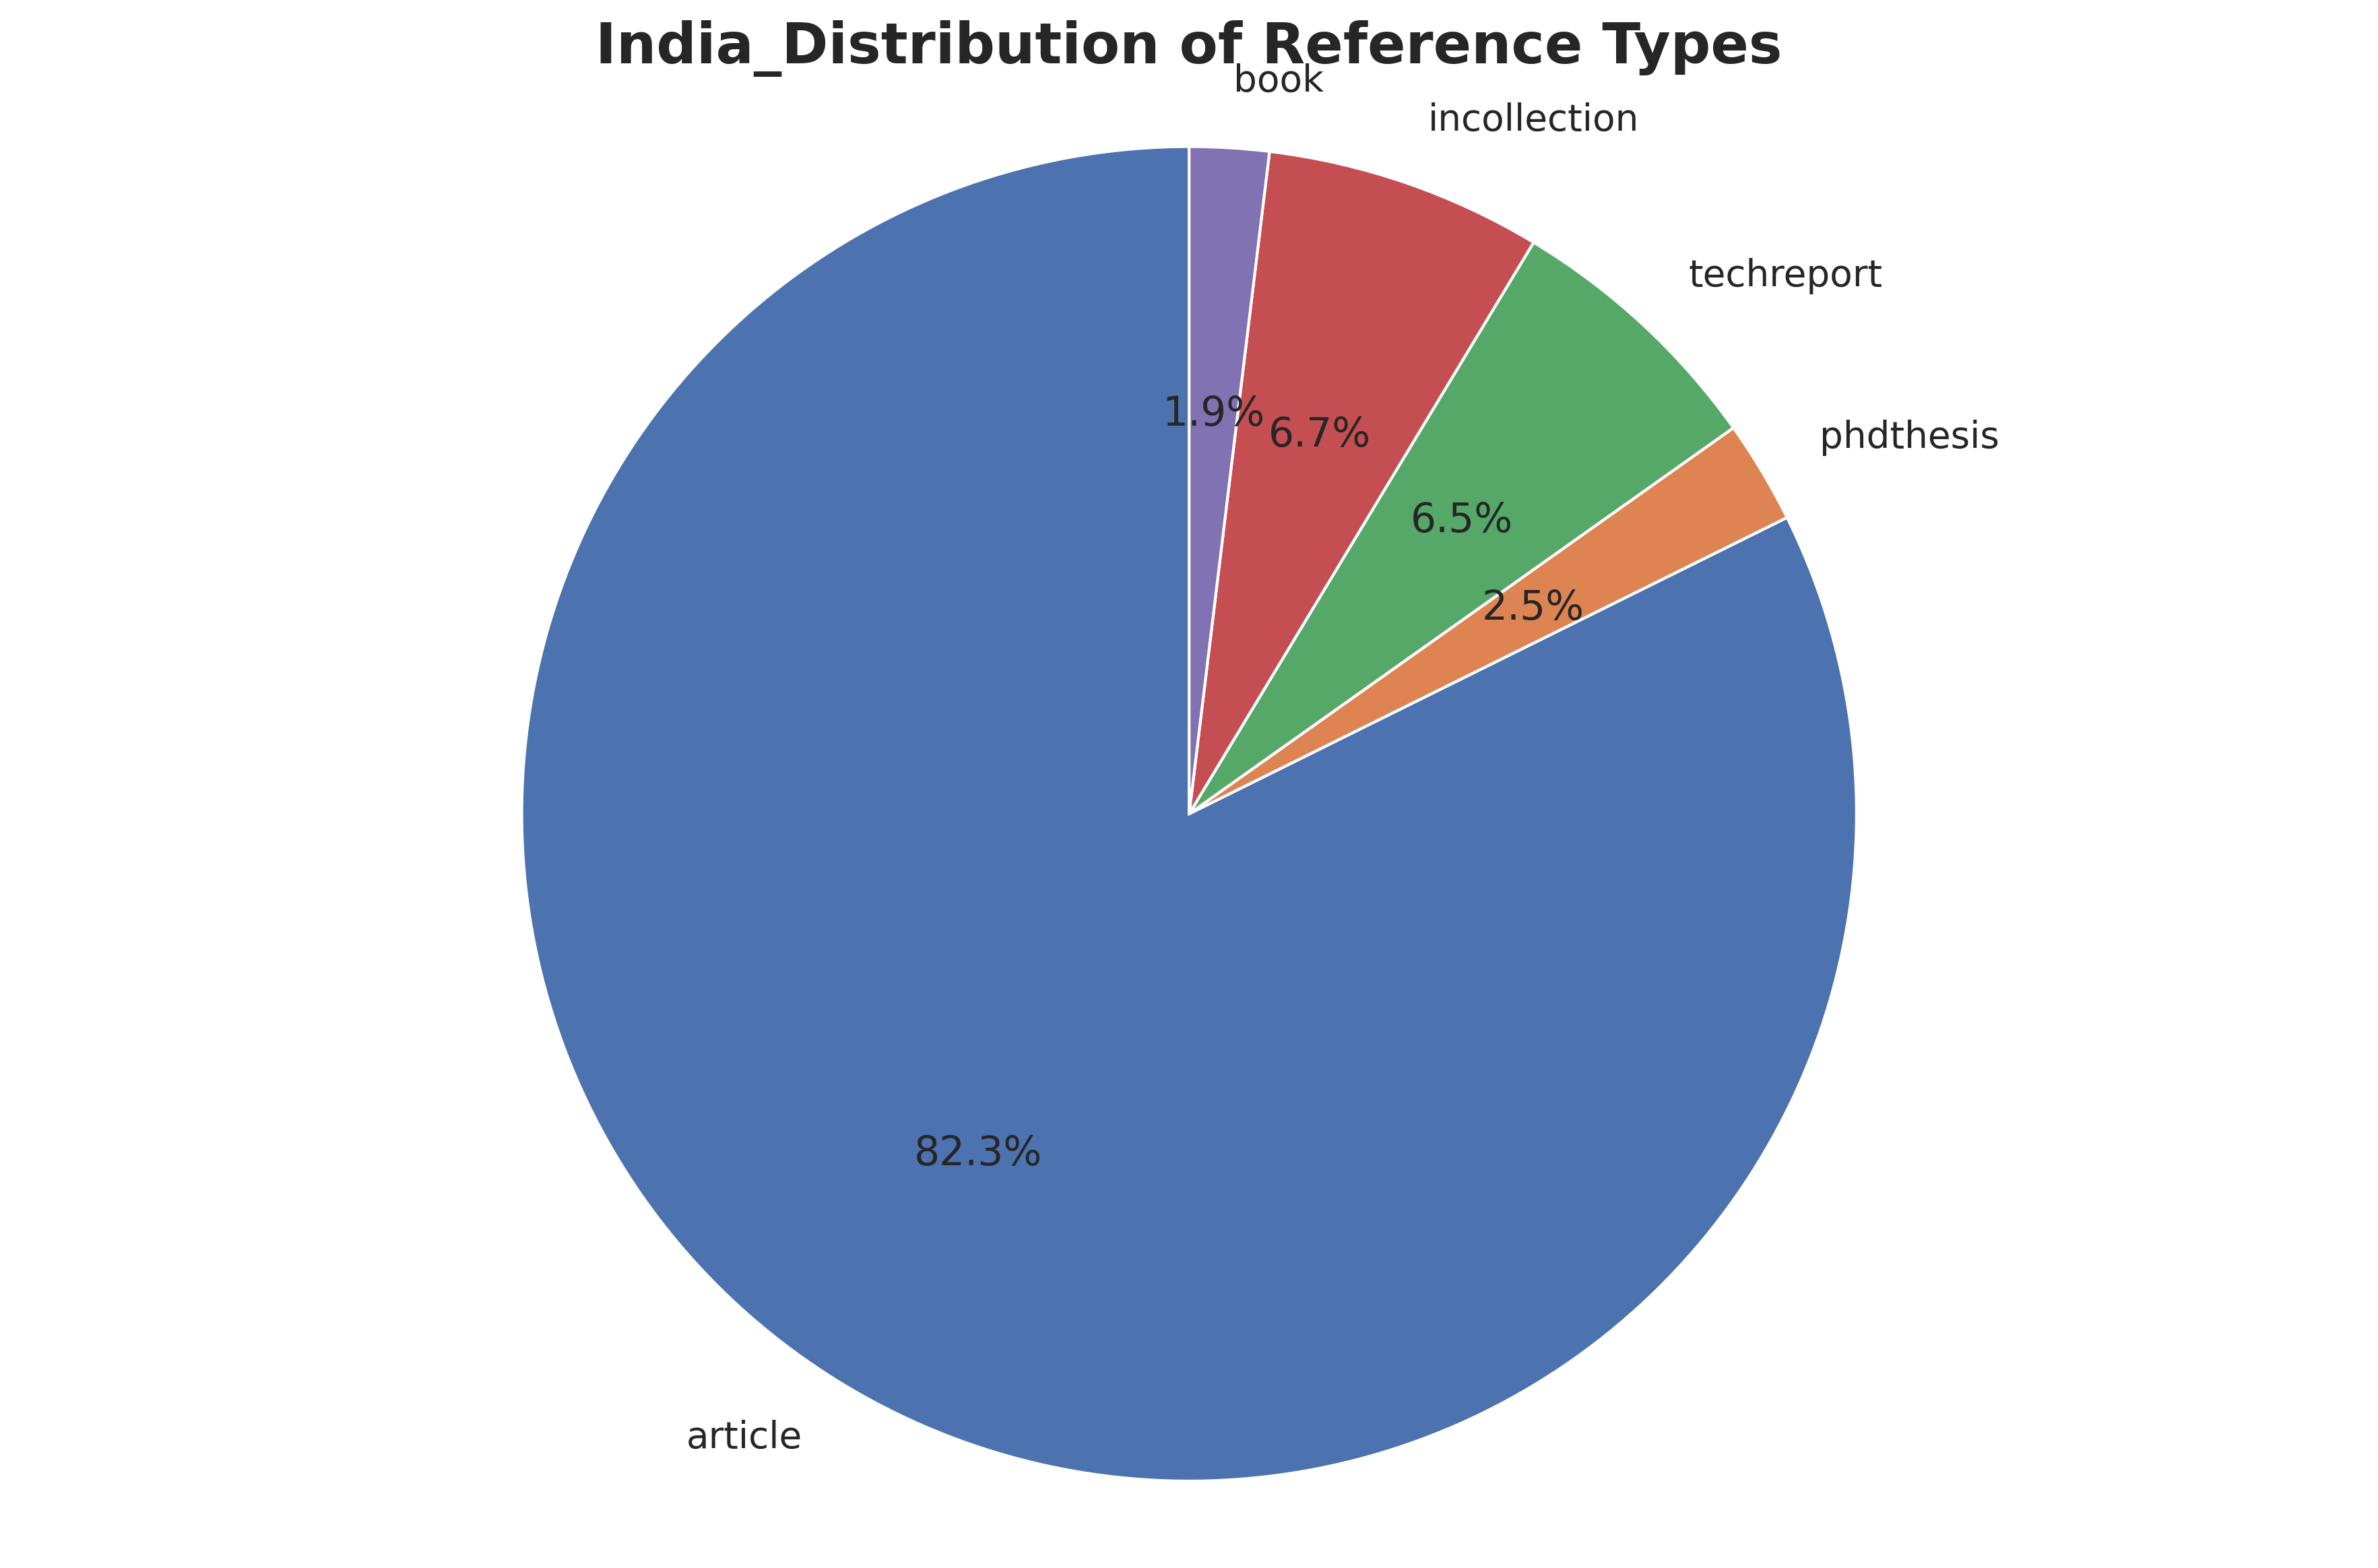 India_Distribution of Reference Types
book
incollection
techreport
phdthesis
1.9%
6.7%
6.5%
2.5%
82.3%
article